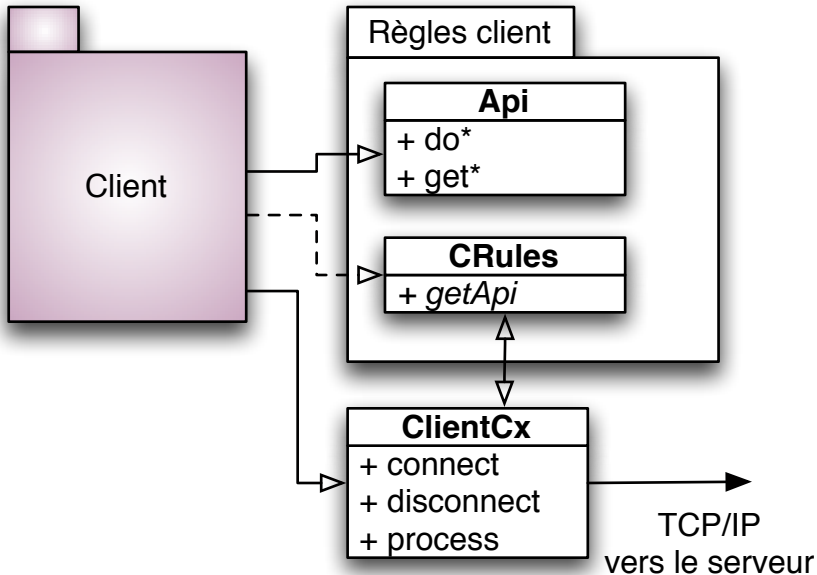 Règles client
Api
+ do*
+ get*
Client
CRules
+ getApi
ClientCx
+ connect
+ disconnect
+ process
TCP/IP
vers le serveur